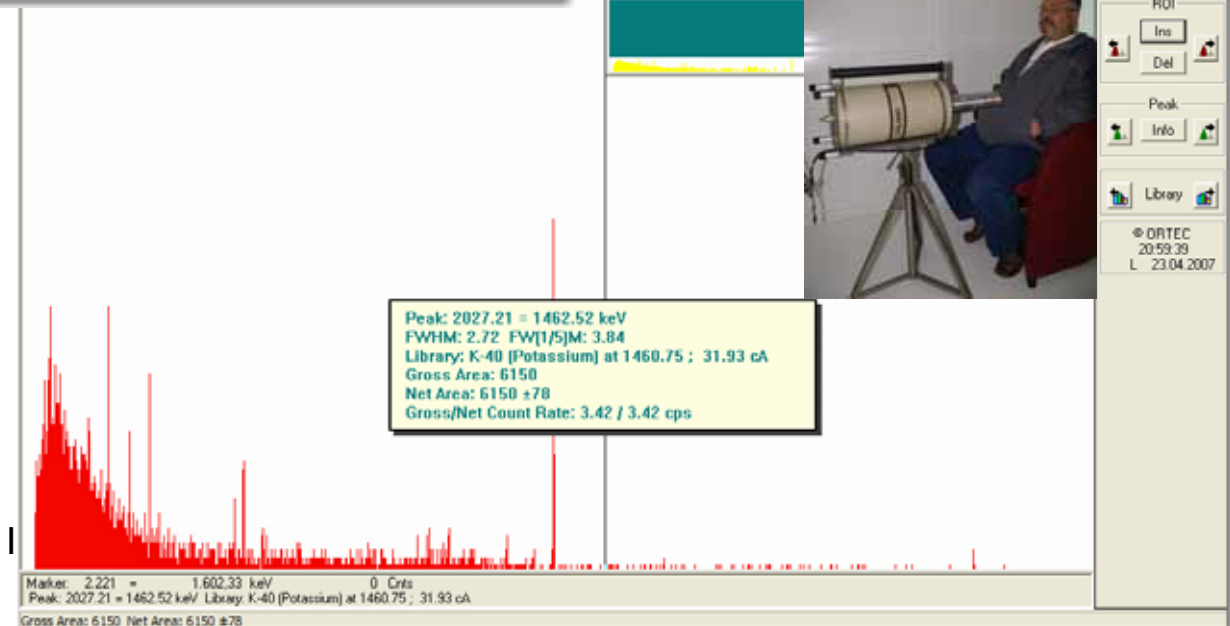 ROI
Ins
Del
Peak
Info
Library
© ORTEC
20:59:39
L 23.04.2007
Peak: 2027.21 = 1462.52 keV
FWHM: 2.72 FW(1/5)M: 3.84
Library: K-40 (Potassium) at 1460.75 ; 31.93 cA
Gross Area: 6150
Net Area: 6150 ±78
Gross/Net Count Rate: 3.42 / 3.42 cps
Marker: 2.221 = 1.602,33 keV 0 Cnts
Peak: 2027.21 = 1462.52 keV Library: K-40 (Potassium) at 1460.75 ; 31.93 cA
Gross Area: 6150 Net Area: 6150 ±78